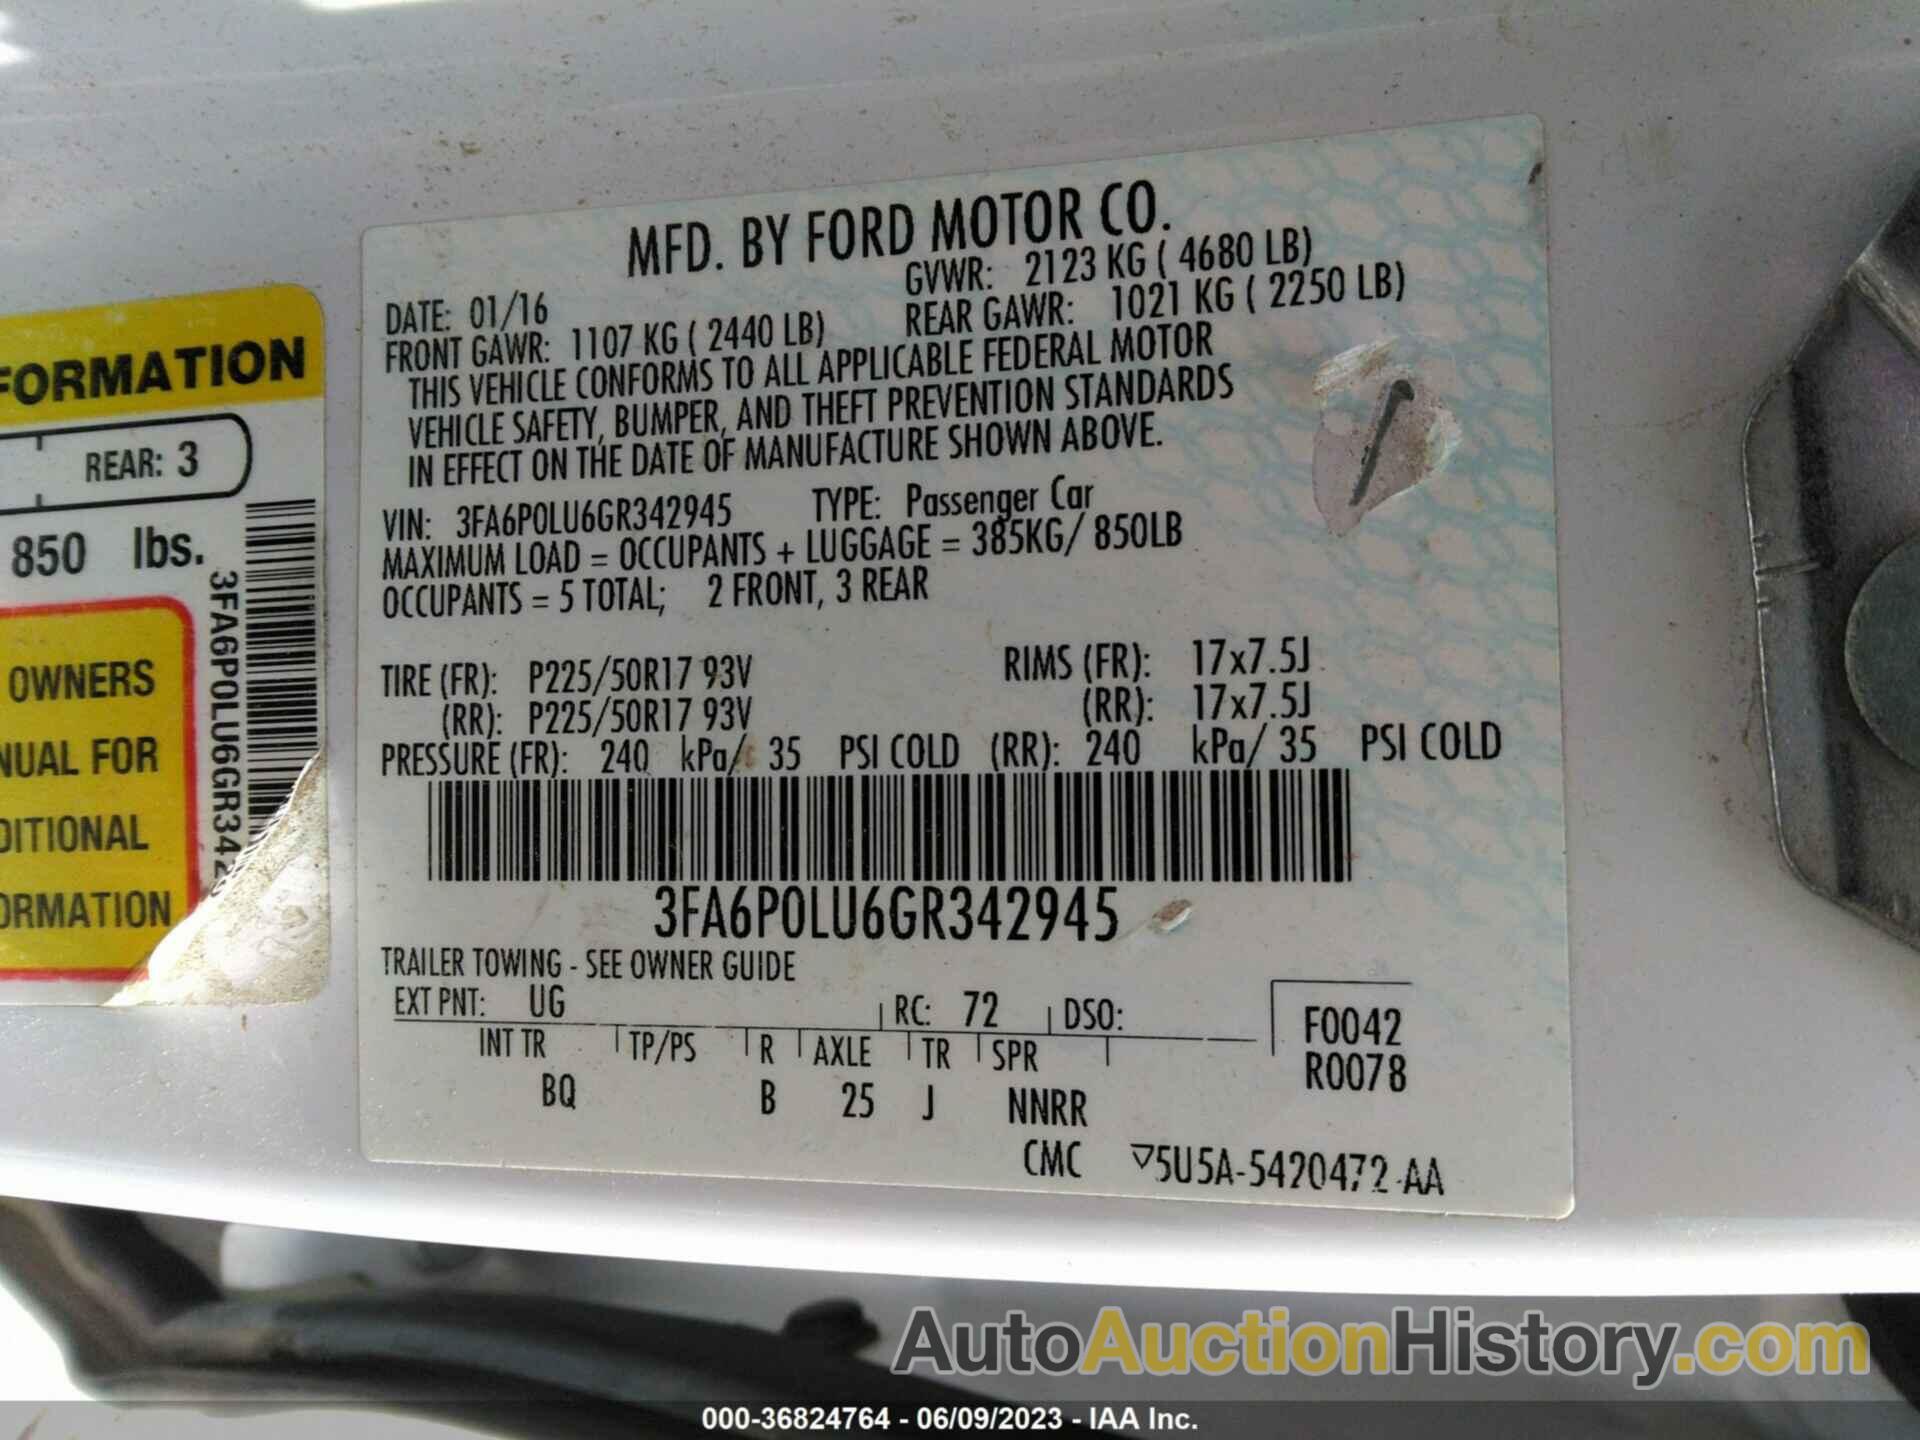 FORMATION
REAR: 3
850 lbs.
OWNERS
NUAL FOR
DITIONAL
ORMATION
3FA6P0LU6GR342
MFD. BY FORD MOTOR CO.
DATE: 01/16
GVWR: 2123 KG ( 4680 LB)
FRONT GAWR: 1107 KG ( 2440 LB)
REAR GAWR: 1021 KG ( 2250 LB)
THIS VEHICLE CONFORMS TO ALL APPLICABLE FEDERAL MOTOR
VEHICLE SAFETY, BUMPER, AND THEFT PREVENTION STANDARDS
IN EFFECT ON THE DATE OF MANUFACTURE SHOWN ABOVE.
VIN: 3FA6P0LU6GR342945 TYPE: Passenger Car
MAXIMUM LOAD = OCCUPANTS + LUGGAGE = 385KG/ 850LB
OCCUPANTS = 5 TOTAL; 2 FRONT, 3 REAR
TIRE (FR): P225/50R17 93V RIMS (FR): 17x7.5J
(RR): P225/50R17 93V (RR): 17x7.5J
PRESSURE (FR): 240 kPa/ 35 PSI COLD (RR): 240 kPa/ 35 PSI COLD
3FA6P0LU6GR342945
TRAILER TOWING - SEE OWNER GUIDE
EXT PNT: UG RC: 72 DSO:
F0042
R0078
INT TR TP/PS R AXLE TR SPR
BQ B 25 J NNRR
CMC ▽5U5A-5420472-AA
AutoAuctionHistory.com
000-36824764 - 06/09/2023 - IAA Inc.